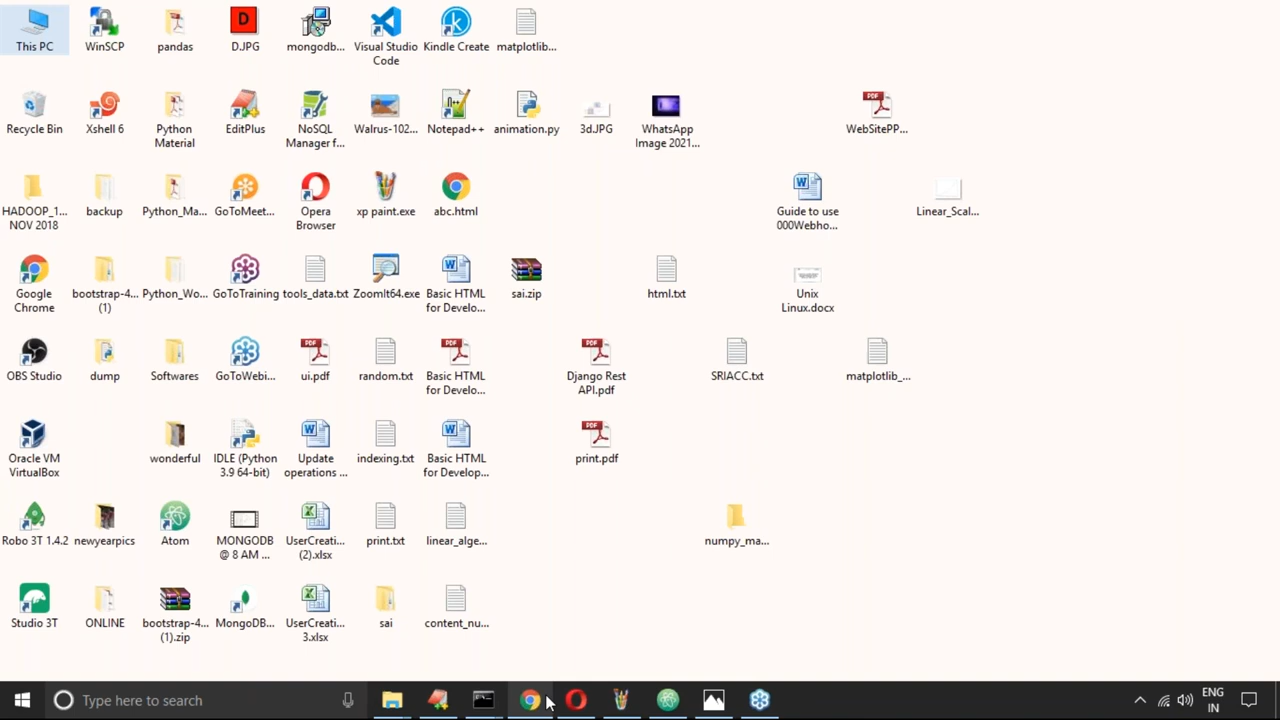 This PC
WinSCP
pandas
D.JPG
mongodb...
Visual Studio
Code
Kindle Create
matplotlib...
Recycle Bin
Xshell 6
Python
Material
EditPlus
NoSQL
Manager f...
Walrus-102...
Notepad++
animation.py
3d.JPG
WhatsApp
Image 2021...
PDF
WebSitePP...
HADOOP_1...
NOV 2018
backup
Python_Ma...
GoToMeet...
Opera
Browser
xp paint.exe
abc.html
Guide to use
000Webho...
Linear_Scal...
Google
Chrome
bootstrap-4...
(1)
Python_Wo...
GoToTraining
tools_data.txt
ZoomIt64.exe
Basic HTML
for Develo...
sai.zip
html.txt
Unix
Linux.docx
OBS Studio
dump
Softwares
GoToWebi...
PDF
ui.pdf
random.txt
PDF
Basic HTML
for Develo...
PDF
Django Rest
API.pdf
SRIACC.txt
matplotlib_...
Oracle VM
VirtualBox
wonderful
IDLE (Python
3.9 64-bit)
Update
operations ...
indexing.txt
Basic HTML
for Develop...
PDF
print.pdf
Robo 3T 1.4.2
newyearpics
Atom
MONGODB
@ 8 AM ...
UserCreati...
(2).xlsx
print.txt
linear_alge...
numpy_ma...
Studio 3T
ONLINE
bootstrap-4...
(1).zip
MongoDB...
UserCreati...
3.xlsx
sai
content_nu...
Type here to search
ENG
IN